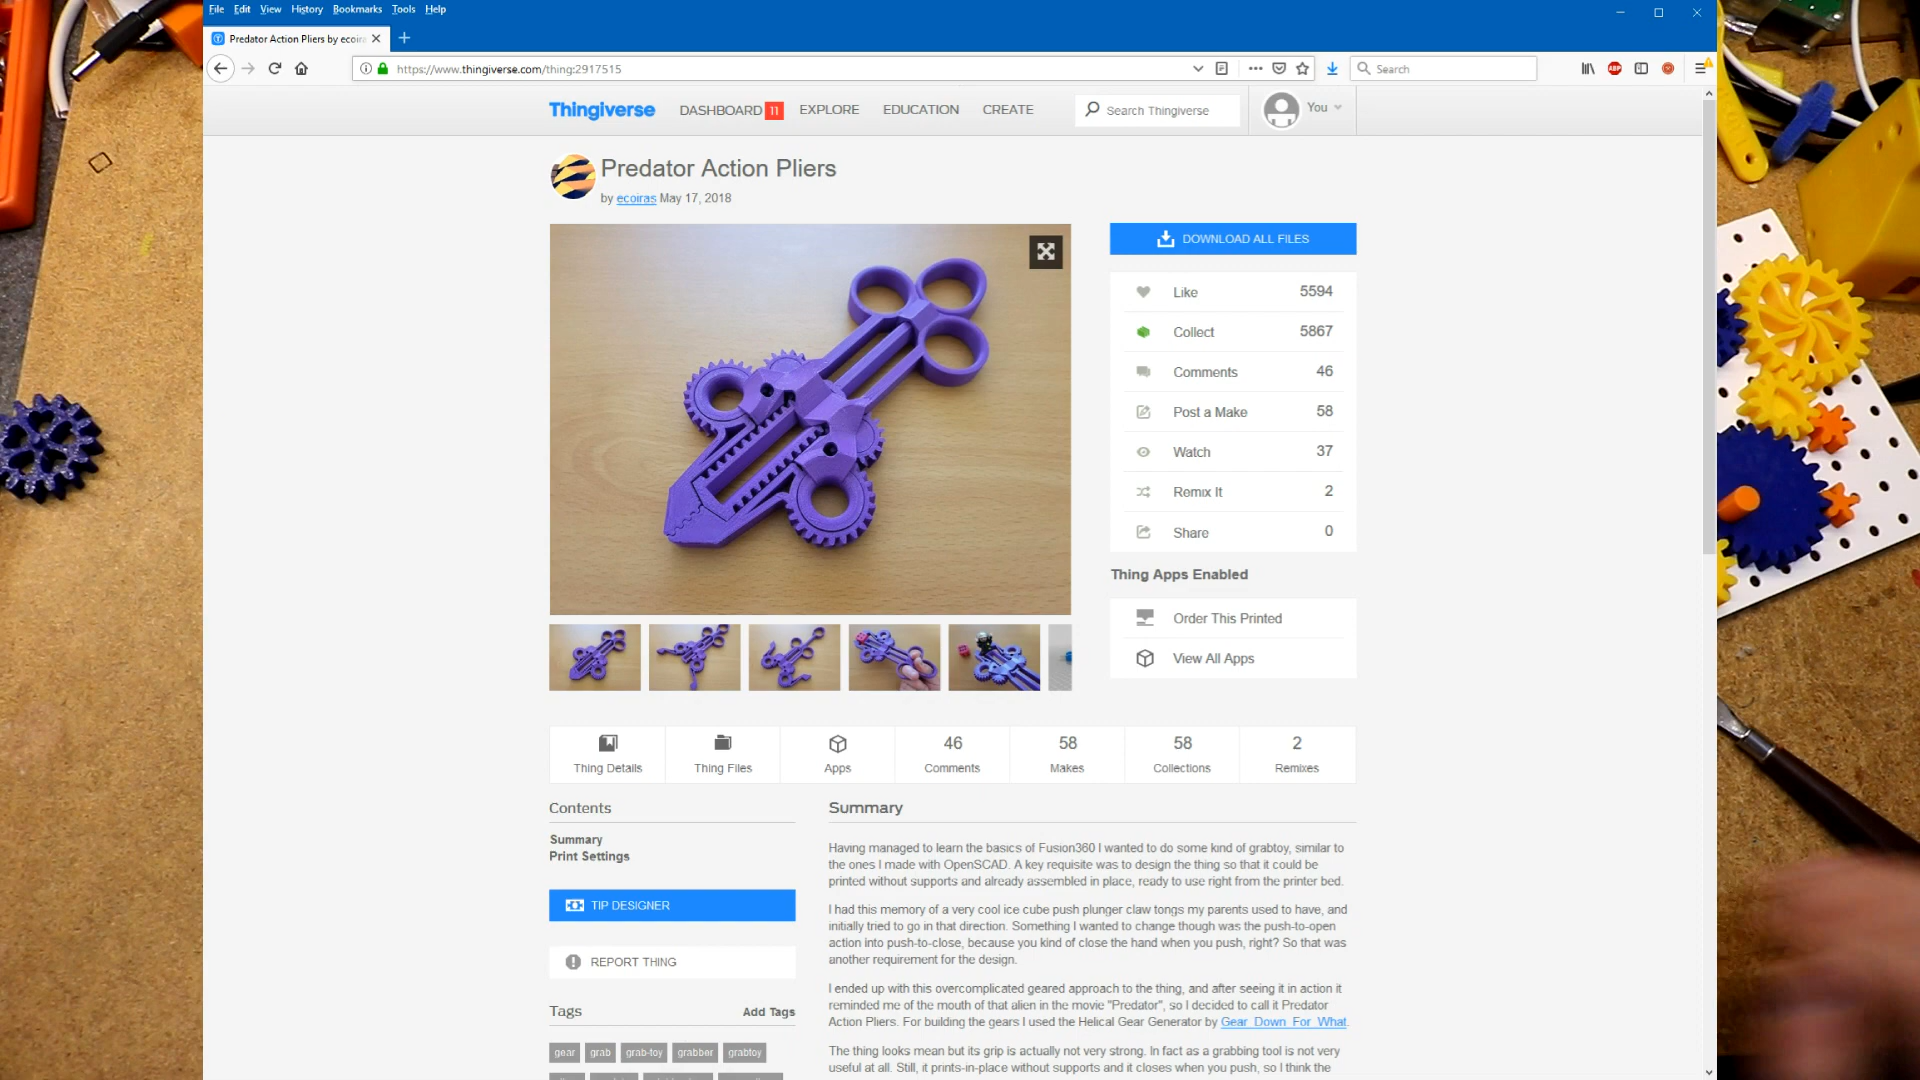 File Edit View History Bookmarks Tools Help
Predator Action Pliers by ecoira
https://www.thingiverse.com/thing:2917515
Search
ABP
Thingiverse DASHBOARD 11 EXPLORE EDUCATION CREATE Search Thingiverse You
Predator Action Pliers
by ecoiras May 17, 2018
DOWNLOAD ALL FILES
Like 5594
Collect 5867
Comments 46
Post a Make 58
Watch 37
Remix It 2
Share 0
Thing Apps Enabled
Order This Printed
View All Apps
Thing Details
Thing Files
Apps
46 Comments
58 Makes
58 Collections
2 Remixes
Contents
Summary
Print Settings
TIP DESIGNER
REPORT THING
Tags Add Tags
gear grab grab-toy grabber grabtoy
Summary
Having managed to learn the basics of Fusion360 I wanted to do some kind of grabtoy, similar to
the ones I made with OpenSCAD. A key requisite was to design the thing so that it could be
printed without supports and already assembled in place, ready to use right from the printer bed.
I had this memory of a very cool ice cube push plunger claw tongs my parents used to have, and
initially tried to go in that direction. Something I wanted to change though was the push-to-open
action into push-to-close, because you kind of close the hand when you push, right? So that was
another requirement for the design.
I ended up with this overcomplicated geared approach to the thing, and after seeing it in action it
reminded me of the mouth of that alien in the movie "Predator", so I decided to call it Predator
Action Pliers. For building the gears I used the Helical Gear Generator by Gear_Down_For_What.
The thing looks mean but its grip is actually not very strong. In fact as a grabbing tool is not very
useful at all. Still, it prints-in-place without supports and it closes when you push, so I think the